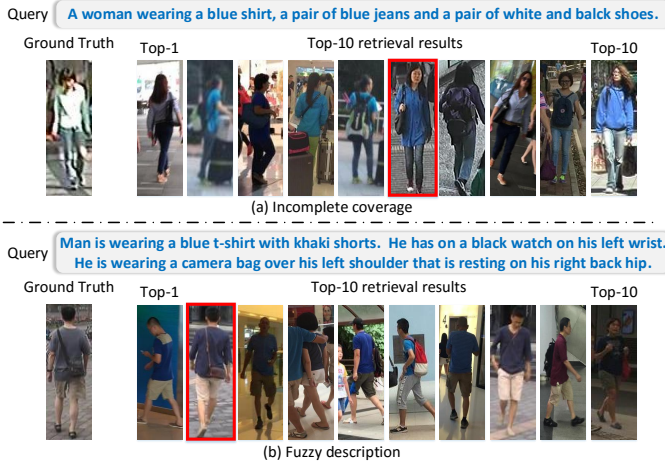 Query A woman wearing a blue shirt, a pair of blue jeans and a pair of white and balck shoes.
Ground Truth Top-1 Top-10 retrieval results Top-10
(a) Incomplete coverage
Query Man is wearing a blue t-shirt with khaki shorts. He has on a black watch on his left wrist.
He is wearing a camera bag over his left shoulder that is resting on his right back hip.
Ground Truth Top-1 Top-10 retrieval results Top-10
(b) Fuzzy description